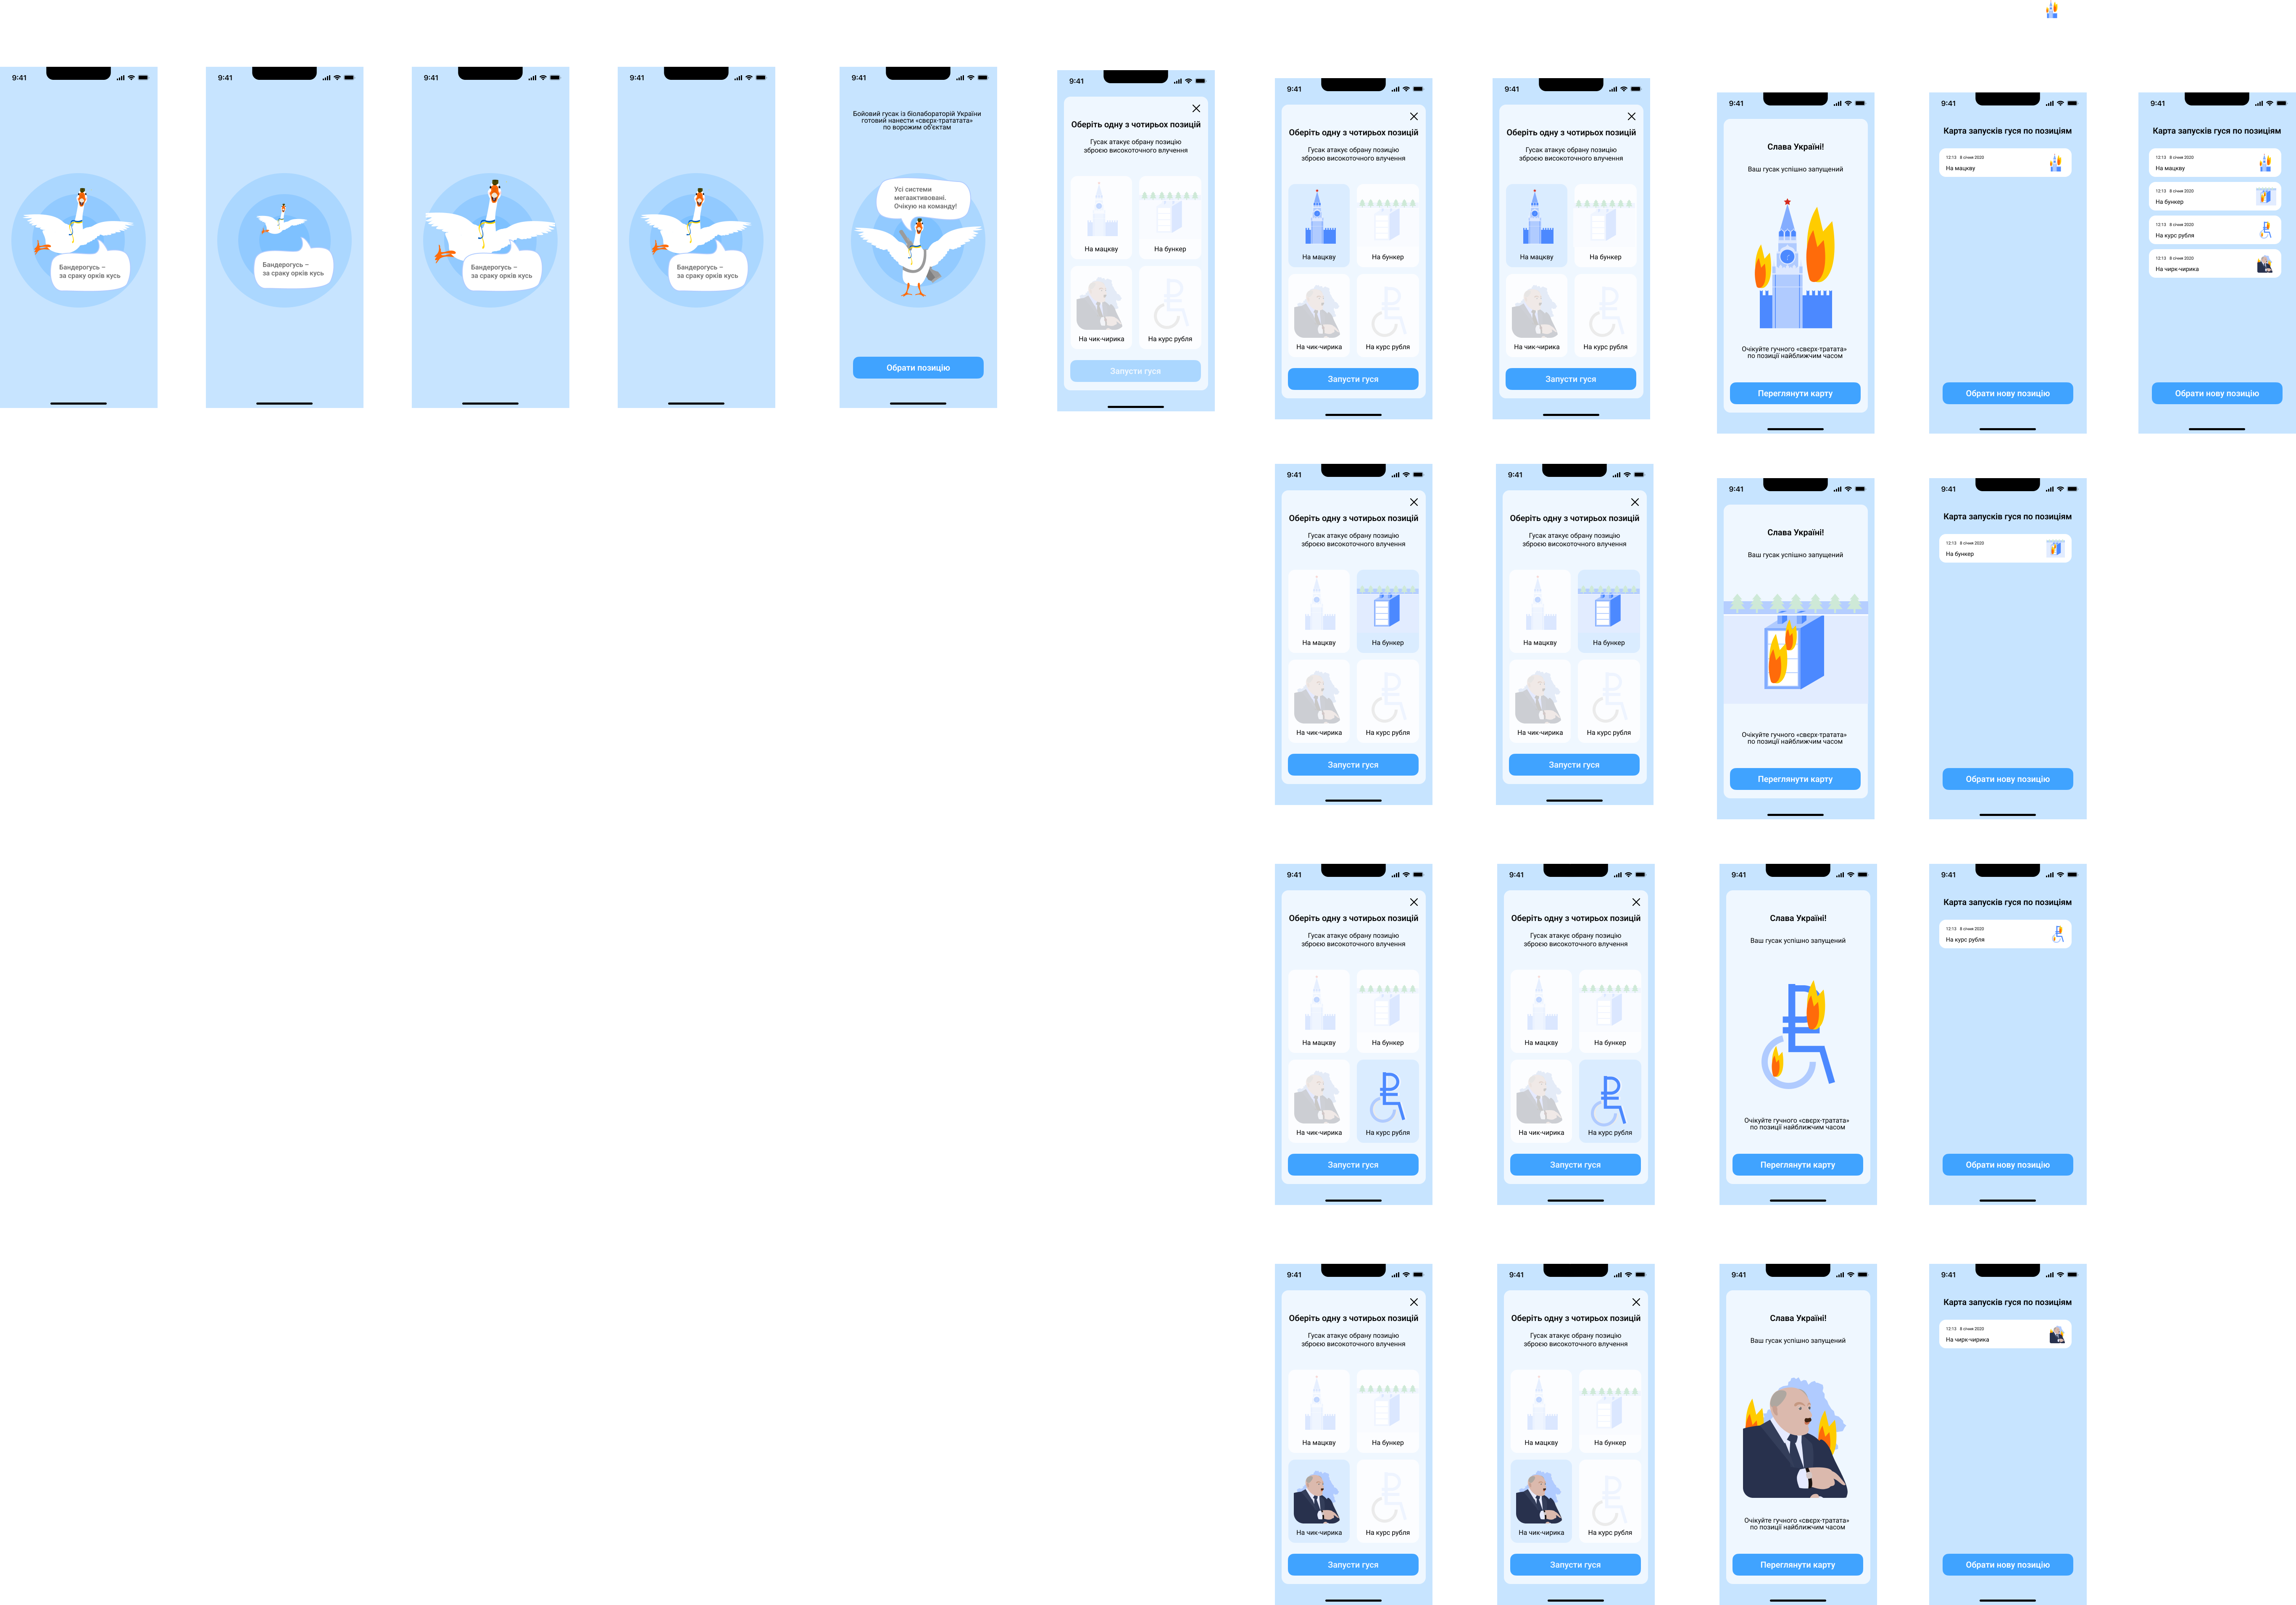 9:41
Бандерогусь –
за сраку орків кусь
9:41
Бандерогусь –
за сраку орків кусь
9:41
Бандерогусь –
за сраку орків кусь
9:41
Бандерогусь –
за сраку орків кусь
9:41
Бойовий гусак із біолабораторій України
готовий нанести «свєрх-тратататa»
по ворожим об'єктам
Усі системи
мегаактивовані.
Очікую на команду!
Обрати позицію
9:41
Оберіть одну з чотирьох позицій
Гусак атакує обрану позицію
зброєю високоточного влучення
На мацкву
На бункер
На чик-чирика
На курс рубля
Запусти гуся
9:41
Оберіть одну з чотирьох позицій
Гусак атакує обрану позицію
зброєю високоточного влучення
На мацкву
На бункер
На чик-чирика
На курс рубля
Запусти гуся
9:41
Оберіть одну з чотирьох позицій
Гусак атакує обрану позицію
зброєю високоточного влучення
На мацкву
На бункер
На чик-чирика
На курс рубля
Запусти гуся
9:41
Слава Україні!
Ваш гусак успішно запущений
Очікуйте гучного «свєрх-тратата»
по позиції найближчим часом
Переглянути карту
9:41
Карта запусків гуся по позиціям
12:13 8 січня 2020
На мацкву
Обрати нову позицію
9:41
Карта запусків гуся по позиціям
12:13 8 січня 2020
На мацкву
12:13 8 січня 2020
На бункер
12:13 8 січня 2020
На курс рубля
12:13 8 січня 2020
На чирк-чирика
Обрати нову позицію
9:41
Оберіть одну з чотирьох позицій
Гусак атакує обрану позицію
зброєю високоточного влучення
На мацкву
На бункер
На чик-чирика
На курс рубля
Запусти гуся
9:41
Оберіть одну з чотирьох позицій
Гусак атакує обрану позицію
зброєю високоточного влучення
На мацкву
На бункер
На чик-чирика
На курс рубля
Запусти гуся
9:41
Слава Україні!
Ваш гусак успішно запущений
Очікуйте гучного «свєрх-тратата»
по позиції найближчим часом
Переглянути карту
9:41
Карта запусків гуся по позиціям
12:13 8 січня 2020
На бункер
Обрати нову позицію
9:41
Оберіть одну з чотирьох позицій
Гусак атакує обрану позицію
зброєю високоточного влучення
На мацкву
На бункер
На чик-чирика
На курс рубля
Запусти гуся
9:41
Оберіть одну з чотирьох позицій
Гусак атакує обрану позицію
зброєю високоточного влучення
На мацкву
На бункер
На чик-чирика
На курс рубля
Запусти гуся
9:41
Слава Україні!
Ваш гусак успішно запущений
Очікуйте гучного «свєрх-тратата»
по позиції найближчим часом
Переглянути карту
9:41
Карта запусків гуся по позиціям
12:13 8 січня 2020
На курс рубля
Обрати нову позицію
9:41
Оберіть одну з чотирьох позицій
Гусак атакує обрану позицію
зброєю високоточного влучення
На мацкву
На бункер
На чик-чирика
На курс рубля
Запусти гуся
9:41
Оберіть одну з чотирьох позицій
Гусак атакує обрану позицію
зброєю високоточного влучення
На мацкву
На бункер
На чик-чирика
На курс рубля
Запусти гуся
9:41
Слава Україні!
Ваш гусак успішно запущений
Очікуйте гучного «свєрх-тратата»
по позиції найближчим часом
Переглянути карту
9:41
Карта запусків гуся по позиціям
12:13 8 січня 2020
На чирк-чирика
Обрати нову позицію